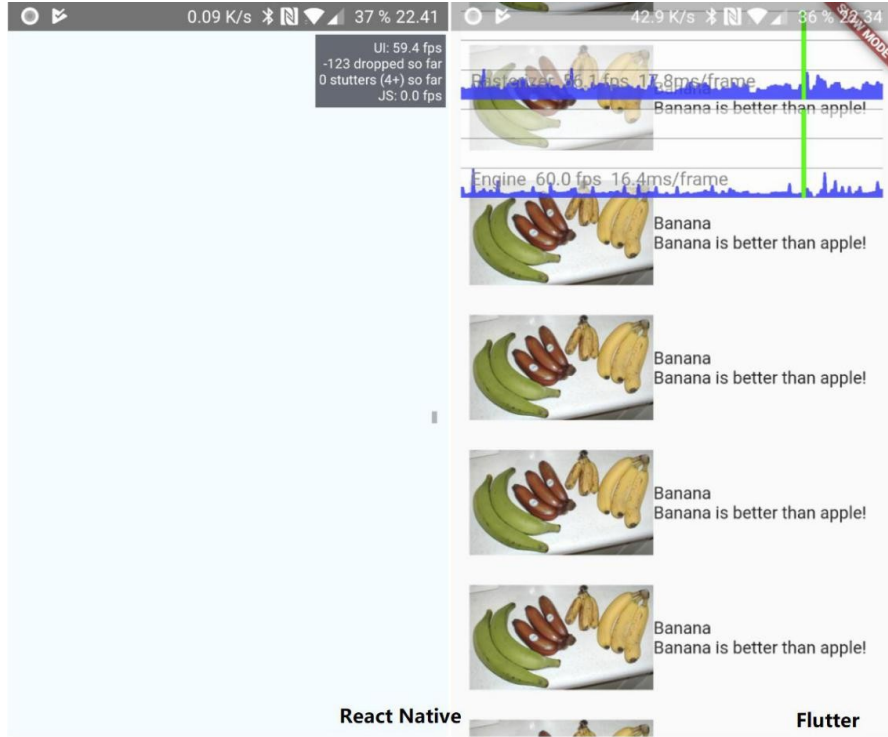 0.09 K/s 37 % 22.41
UI: 59.4 fps
-123 dropped so far
0 stutters (4+) so far
JS: 0.0 fps
React Native
42.9 K/s 36 % 22.34
SLOW MODE
Rasterizer 56.1 fps 17.8ms/frame
Banana
Banana is better than apple!
Engine 60.0 fps 16.4ms/frame
Banana
Banana is better than apple!
Banana
Banana is better than apple!
Banana
Banana is better than apple!
Banana
Banana is better than apple!
Flutter